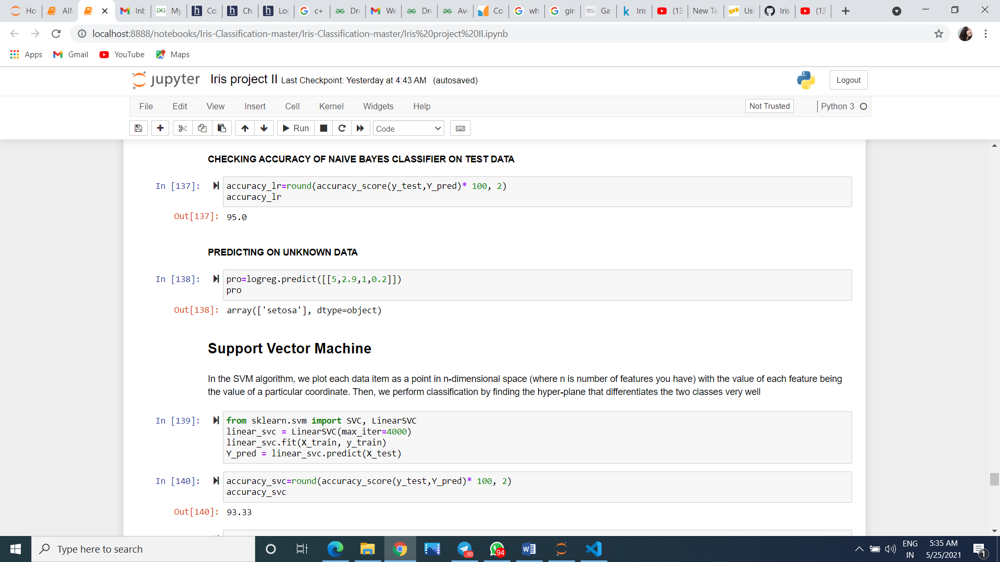 Ho
AIM
Inb
My
Co
Ch
Log
c+
Dro
We
Dro
Ave
Co
wh
gin
Ga
Iris
(13
New Ta
Usi
Iris
(13
localhost:8888/notebooks/Iris-Classification-master/Iris-Classification-master/Iris%20project%20II.ipynb
Apps Gmail YouTube Maps
jupyter Iris project II Last Checkpoint: Yesterday at 4:43 AM (autosaved) Logout
File Edit View Insert Cell Kernel Widgets Help Not Trusted Python 3
Run Code
CHECKING ACCURACY OF NAIVE BAYES CLASSIFIER ON TEST DATA
In [137]: accuracy_lr=round(accuracy_score(y_test,Y_pred)* 100, 2)
accuracy_lr
Out[137]: 95.0
PREDICTING ON UNKNOWN DATA
In [138]: pro=logreg.predict([[5,2.9,1,0.2]])
pro
Out[138]: array(['setosa'], dtype=object)
Support Vector Machine
In the SVM algorithm, we plot each data item as a point in n-dimensional space (where n is number of features you have) with the value of each feature being
the value of a particular coordinate. Then, we perform classification by finding the hyper-plane that differentiates the two classes very well
In [139]: from sklearn.svm import SVC, LinearSVC
linear_svc = LinearSVC(max_iter=4000)
linear_svc.fit(X_train, y_train)
Y_pred = linear_svc.predict(X_test)
In [140]: accuracy_svc=round(accuracy_score(y_test,Y_pred)* 100, 2)
accuracy_svc
Out[140]: 93.33
Type here to search
90
94
ENG
IN
5:35 AM
5/25/2021
1